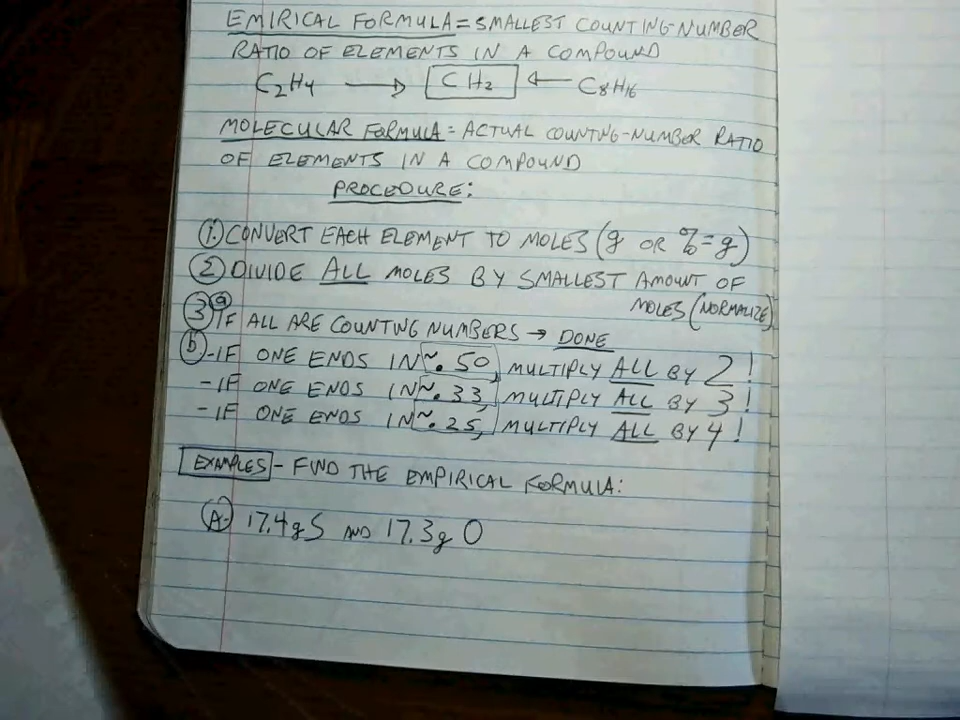 EMIRICAL FORMULA = SMALLEST COUNTING-NUMBER
RATIO OF ELEMENTS IN A COMPOUND
C₂H₄ → CH₂ ← C₈H₁₆
MOLECULAR FORMULA = ACTUAL COUNTING-NUMBER RATIO
OF ELEMENTS IN A COMPOUND
PROCEDURE:
1. CONVERT EACH ELEMENT TO MOLES (g OR % = g)
2 DIVIDE ALL MOLES BY SMALLEST AMOUNT OF
MOLES (NORMALIZE)
3 a IF ALL ARE COUNTING NUMBERS → DONE
b - IF ONE ENDS IN ~.50, MULTIPLY ALL BY 2!
- IF ONE ENDS IN ~.33, MULTIPLY ALL BY 3!
- IF ONE ENDS IN ~.25, MULTIPLY ALL BY 4!
EXAMPLES - FIND THE EMPIRICAL FORMULA:
A. 17.4g S AND 17.3g O